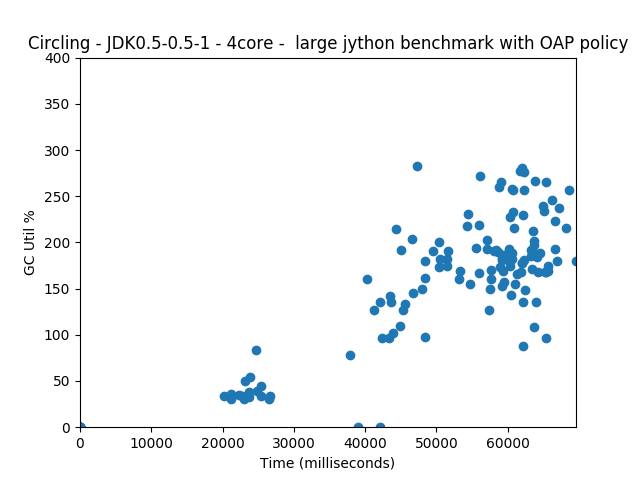 Circling - JDK0.5-0.5-1 - 4core -  large jython benchmark with OAP policy
400
350
300
250
200
150
100
50
0
GC Util %
0 10000 20000 30000 40000 50000 60000
Time (milliseconds)